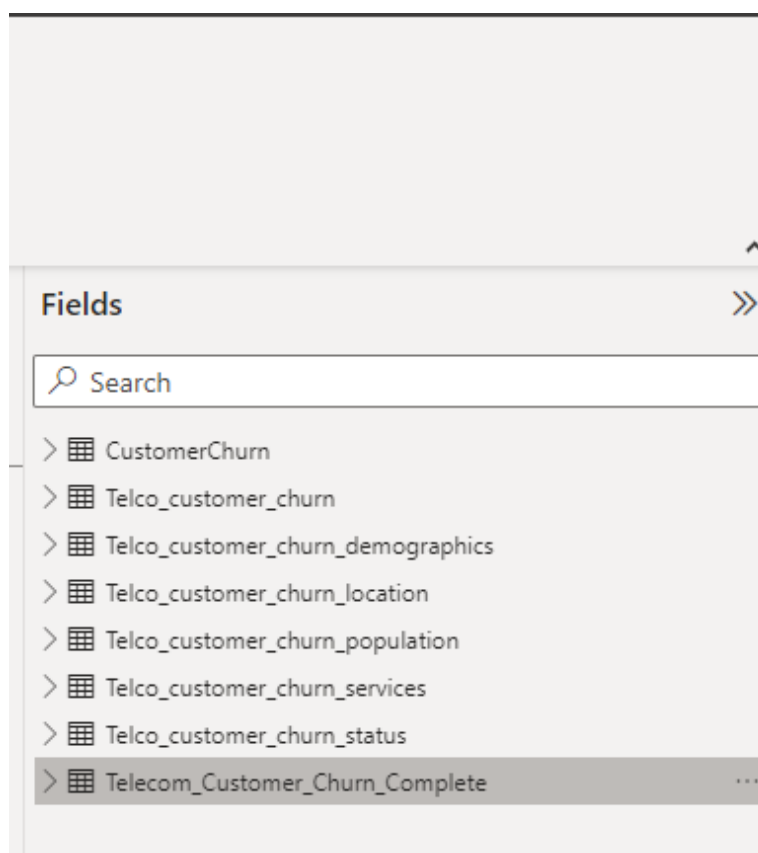 Fields
Search
CustomerChurn
Telco_customer_churn
Telco_customer_churn_demographics
Telco_customer_churn_location
Telco_customer_churn_population
Telco_customer_churn_services
Telco_customer_churn_status
Telecom_Customer_Churn_Complete